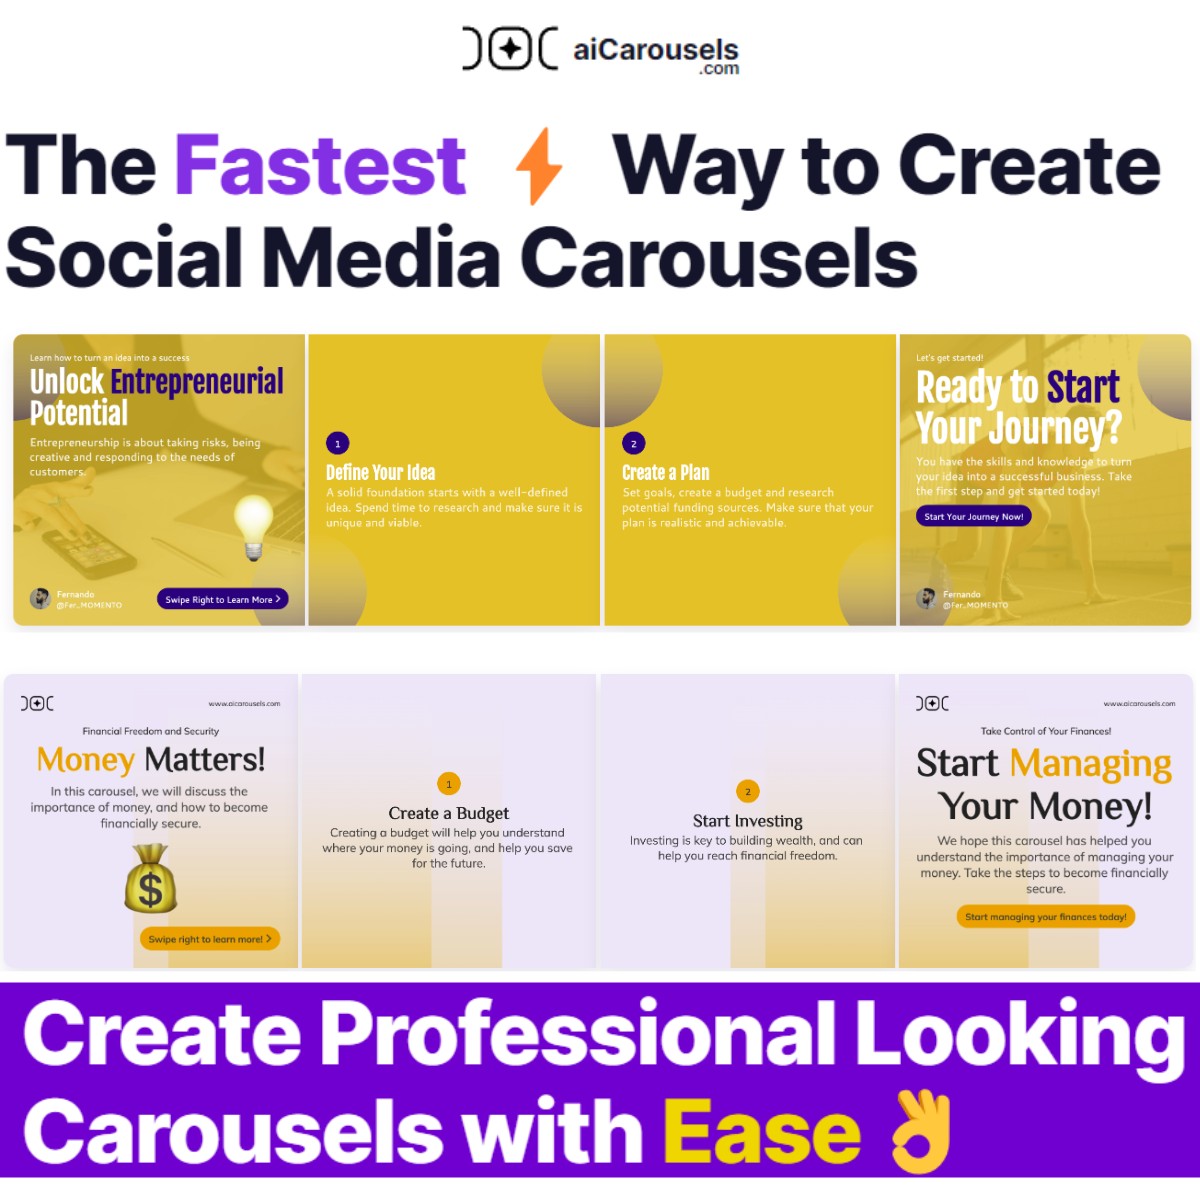 aiCarousels
.com
The Fastest ⚡ Way to Create
Social Media Carousels
Learn how to turn an idea into a success
Unlock Entrepreneurial
Potential
Entrepreneurship is about taking risks, being
creative and responding to the needs of
customers.
Fernando
@Fer_MOMENTO
Swipe Right to Learn More >
1
Define Your Idea
A solid foundation starts with a well-defined
idea. Spend time to research and make sure it is
unique and viable.
2
Create a Plan
Set goals, create a budget and research
potential funding sources. Make sure that your
plan is realistic and achievable.
Let's get started!
Ready to Start
Your Journey?
You have the skills and knowledge to turn
your idea into a successful business. Take
the first step and get started today!
Start Your Journey Now!
Fernando
@Fer_MOMENTO
www.aicarousels.com
Financial Freedom and Security
Money Matters!
In this carousel, we will discuss the
importance of money, and how to become
financially secure.
$
Swipe right to learn more! >
1
Create a Budget
Creating a budget will help you understand
where your money is going, and help you save
for the future.
2
Start Investing
Investing is key to building wealth, and can
help you reach financial freedom.
www.aicarousels.com
Take Control of Your Finances!
Start Managing
Your Money!
We hope this carousel has helped you
understand the importance of managing your
money. Take the steps to become financially
secure.
Start managing your finances today!
Create Professional Looking
Carousels with Ease 👌